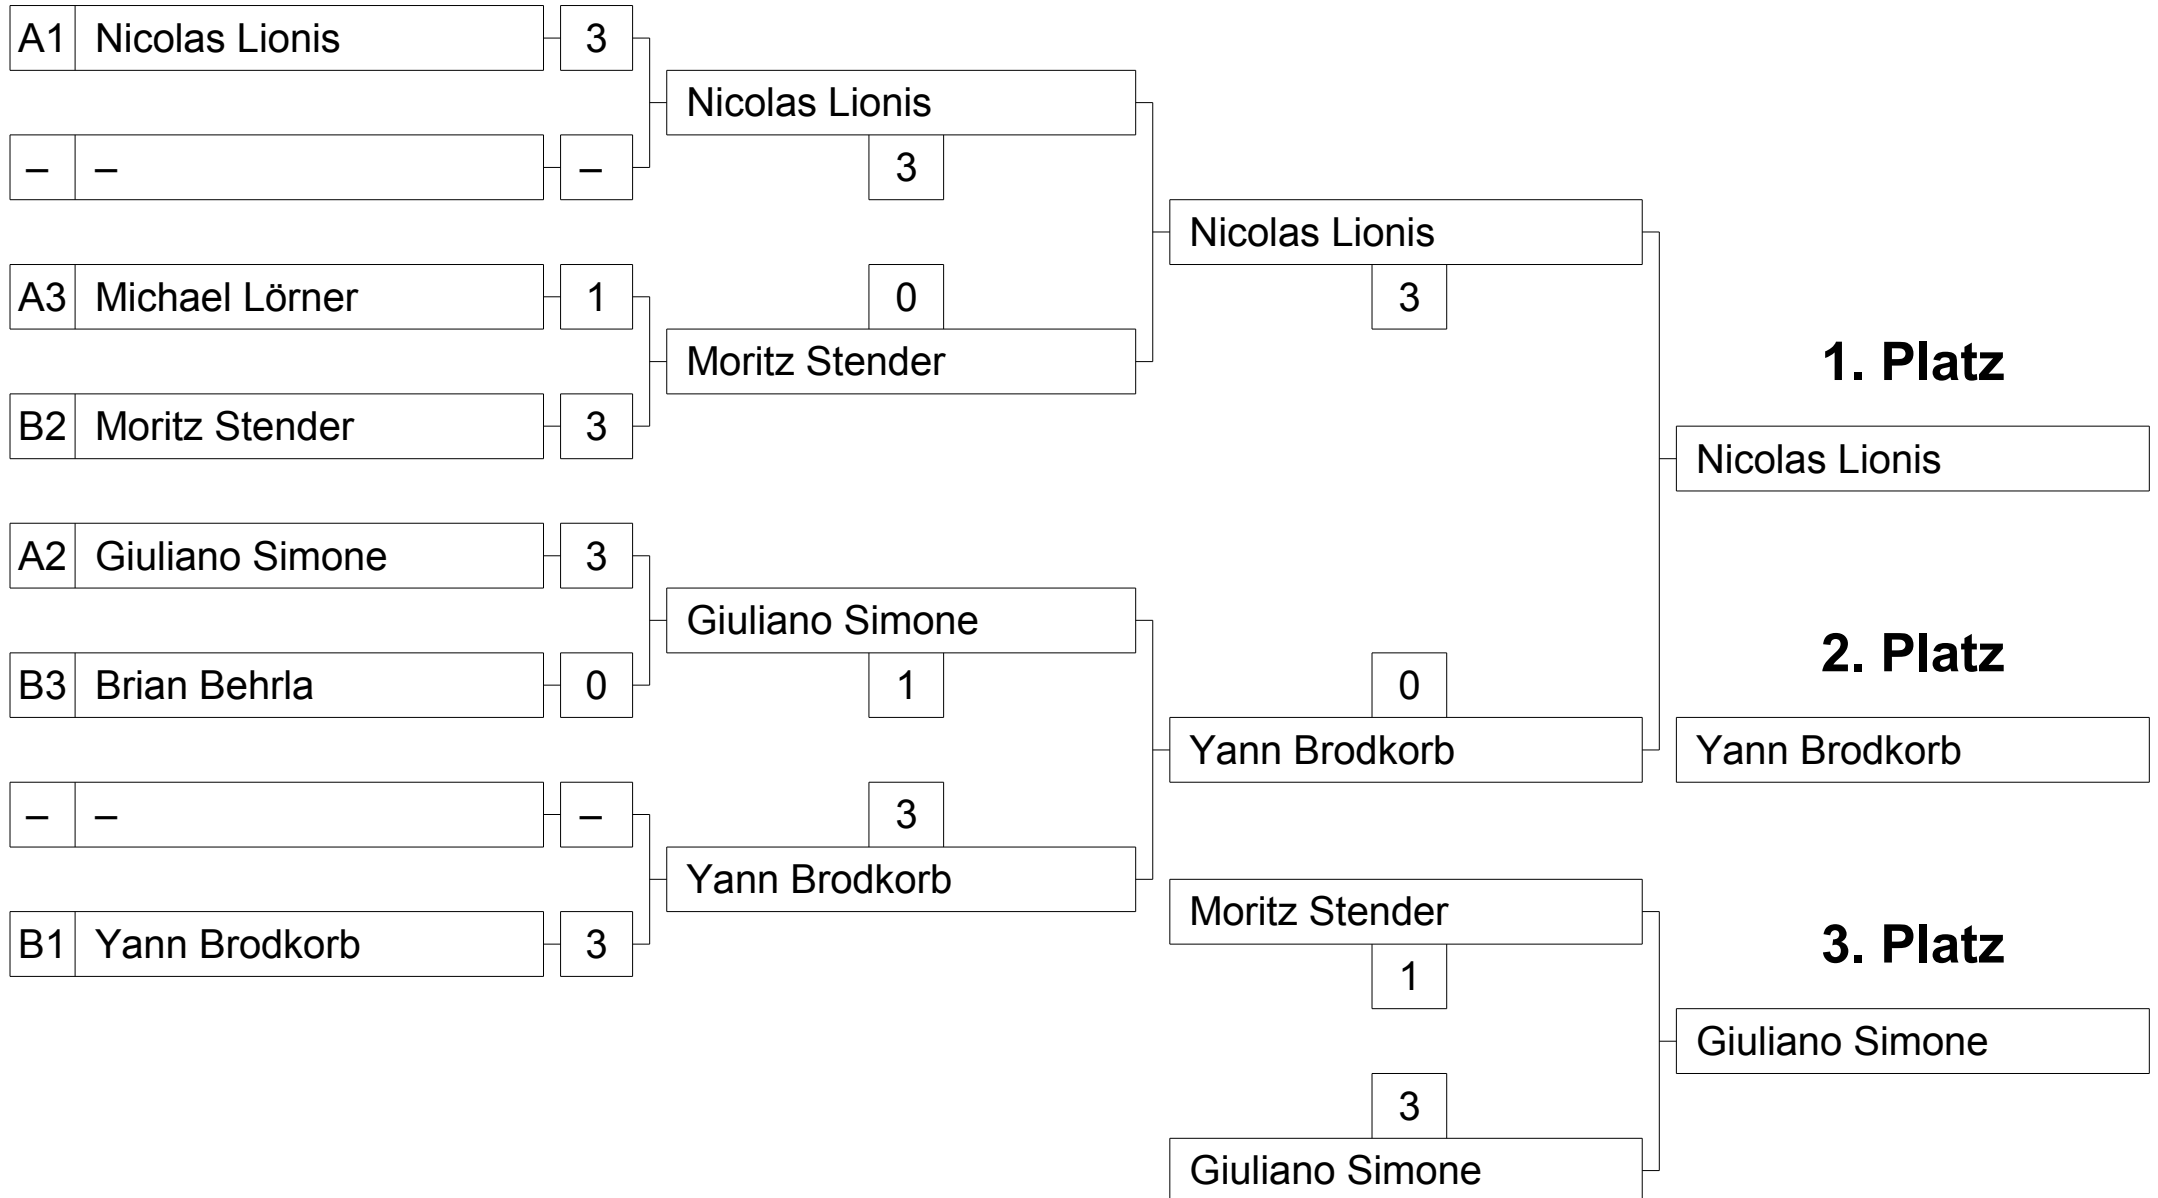 A1 Nicolas Lionis 3
Nicolas Lionis
– – –
3
Nicolas Lionis
A3 Michael Lörner 1
0
3
Moritz Stender
1. Platz
B2 Moritz Stender 3
Nicolas Lionis
A2 Giuliano Simone 3
Giuliano Simone
2. Platz
B3 Brian Behrla 0
1
0
Yann Brodkorb
Yann Brodkorb
– – –
3
Yann Brodkorb
Moritz Stender
B1 Yann Brodkorb 3
3. Platz
1
Giuliano Simone
3
Giuliano Simone